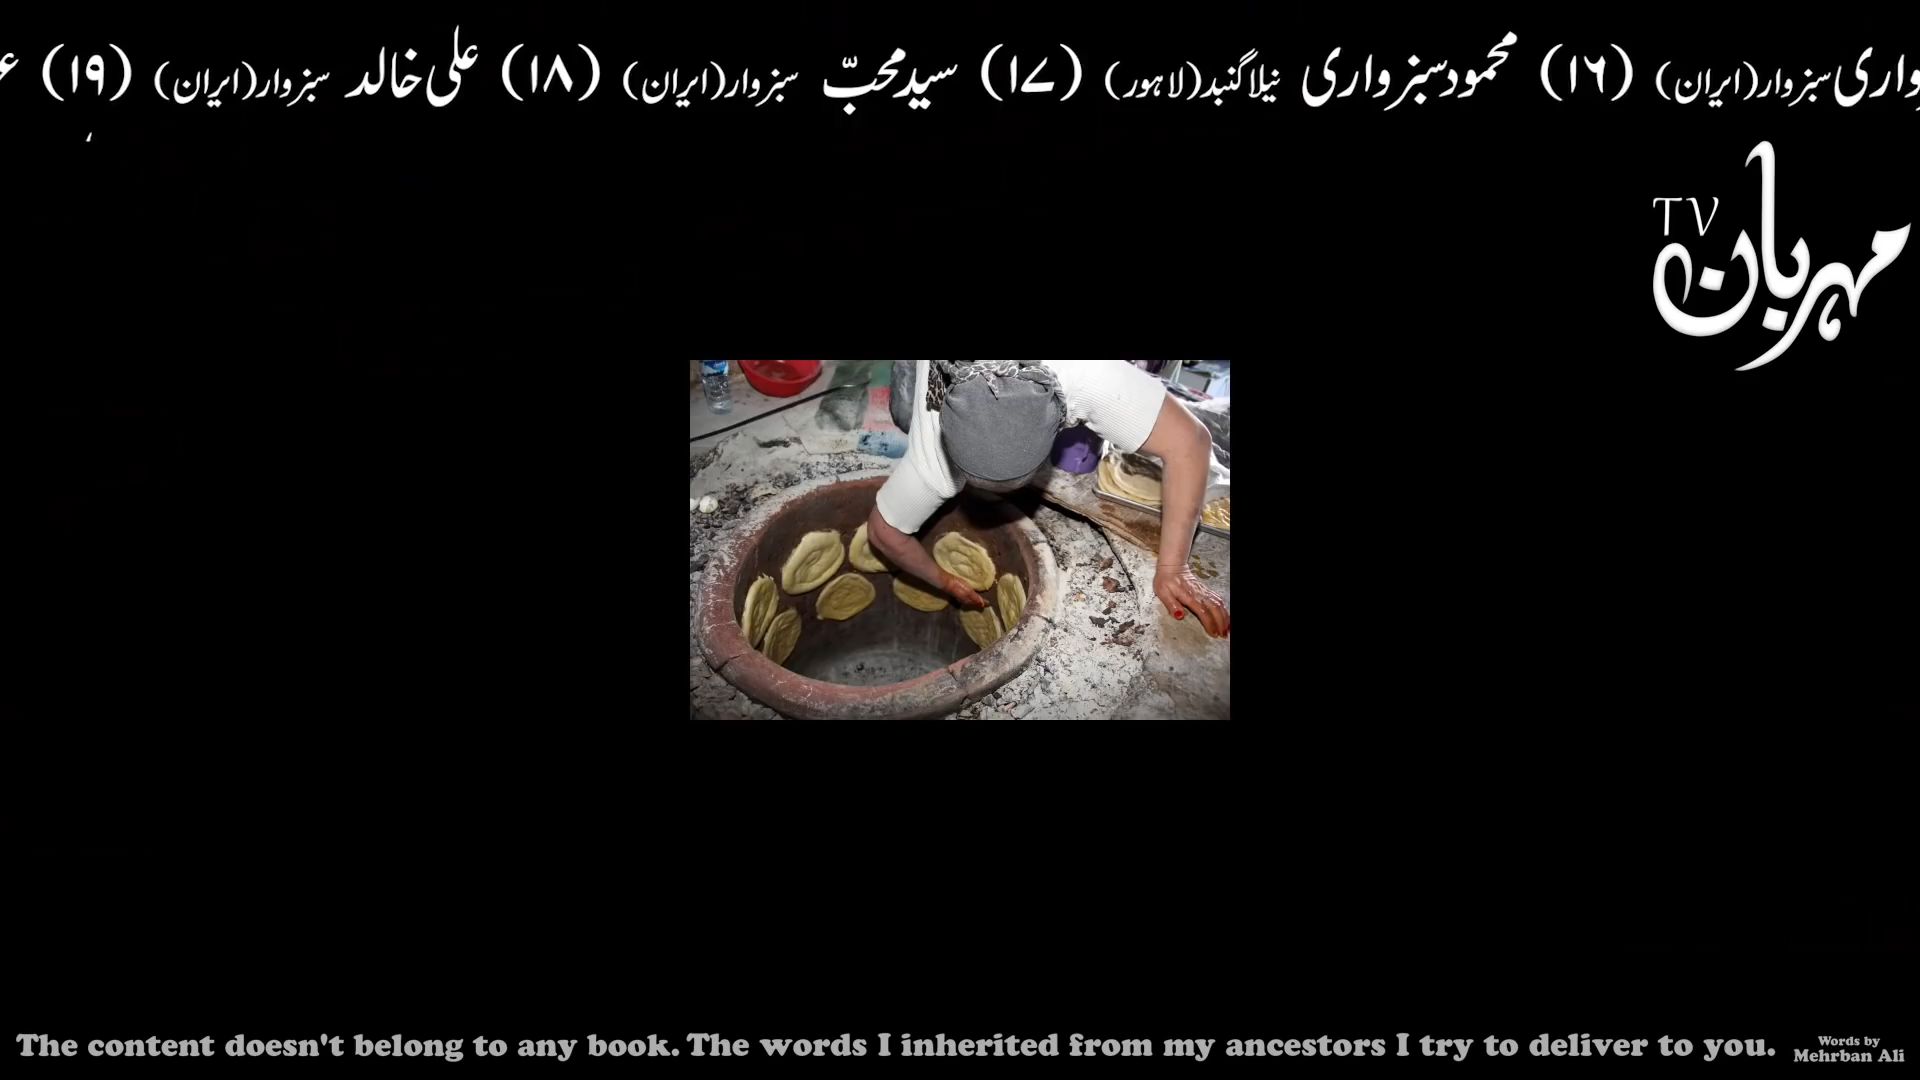 واری سبزوار(ایران) (۱٦) محمود سبزواری نیلا گنبد(لاہور) (۱۷) سید محبّ سبزوار(ایران) (۱۸) علی خالد سبزوار(ایران) (۱۹)
TV
مہربان
The content doesn't belong to any book. The words I inherited from my ancestors I try to deliver to you.
Words by
Mehrban Ali